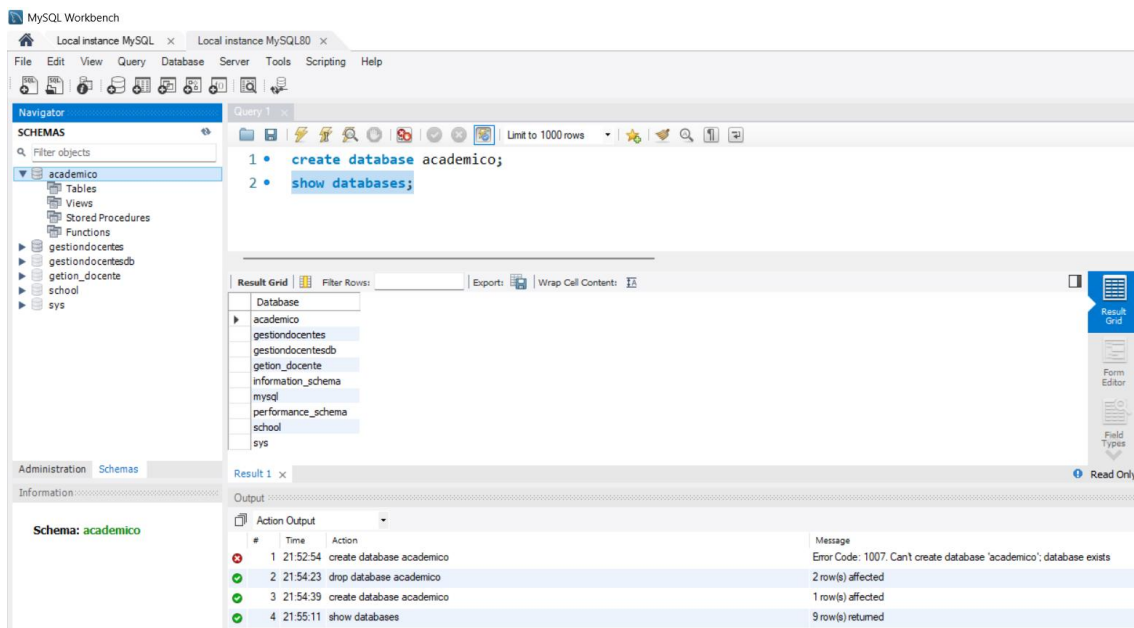 MySQL Workbench
Local instance MySQL × Local instance MySQL80 ×
File Edit View Query Database Server Tools Scripting Help
Navigator
Query 1 ×
SCHEMAS
Limit to 1000 rows
Filter objects
1 create database academico;
2 show databases;
academico
Tables
Views
Stored Procedures
Functions
gestiondocentes
gestiondocentesdb
getion_docente
school
sys
Result Grid Filter Rows: Export: Wrap Cell Content:
Database
academico
gestiondocentes
gestiondocentesdb
getion_docente
information_schema
mysql
performance_schema
school
sys
Result Grid
Form Editor
Field Types
Administration Schemas
Result 1 ×
Read Only
Information
Output
Schema: academico
Action Output
# Time Action Message
1 21:52:54 create database academico Error Code: 1007. Can't create database 'academico'; database exists
2 21:54:23 drop database academico 2 row(s) affected
3 21:54:39 create database academico 1 row(s) affected
4 21:55:11 show databases 9 row(s) returned